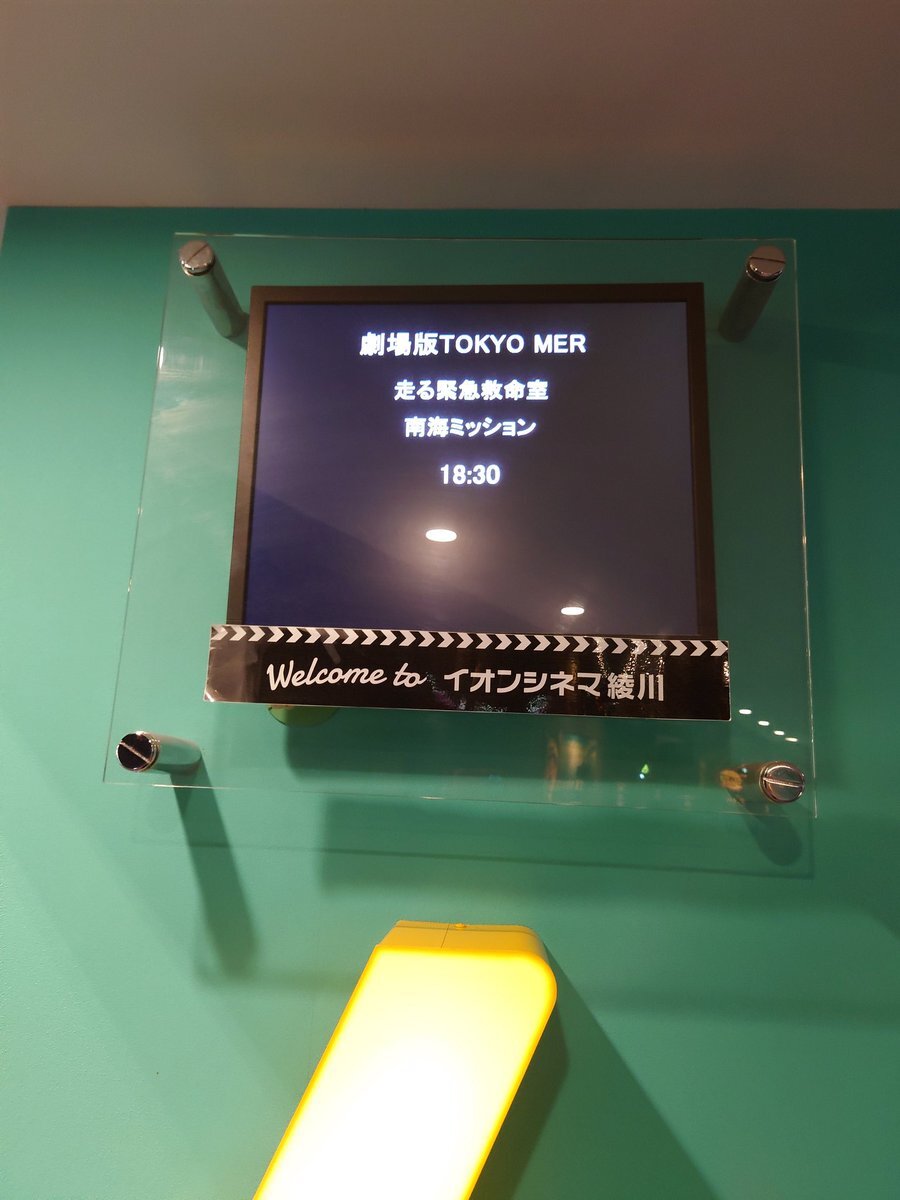 劇場版TOKYO MER
走る緊急救命室
南海ミッション
18:30
Welcome to イオンシネマ綾川